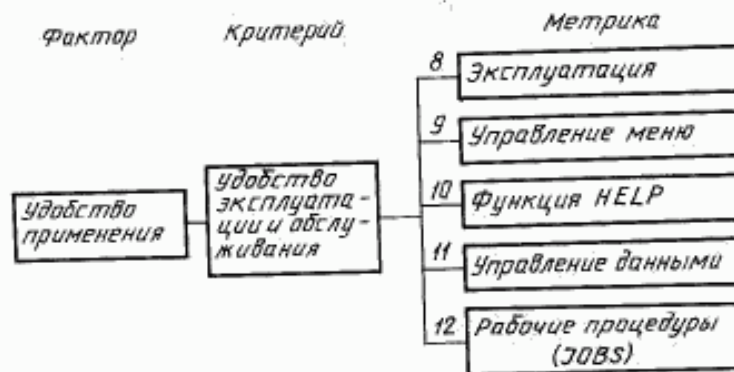 Фактор Критерий Метрика
8 Эксплуатация
9 Управление меню
Удобство применения
Удобство
эксплуата-
ции и обслу-
живания
10 Функция HELP
11 Управление данными
12 Рабочие процедуры
(JOBS)